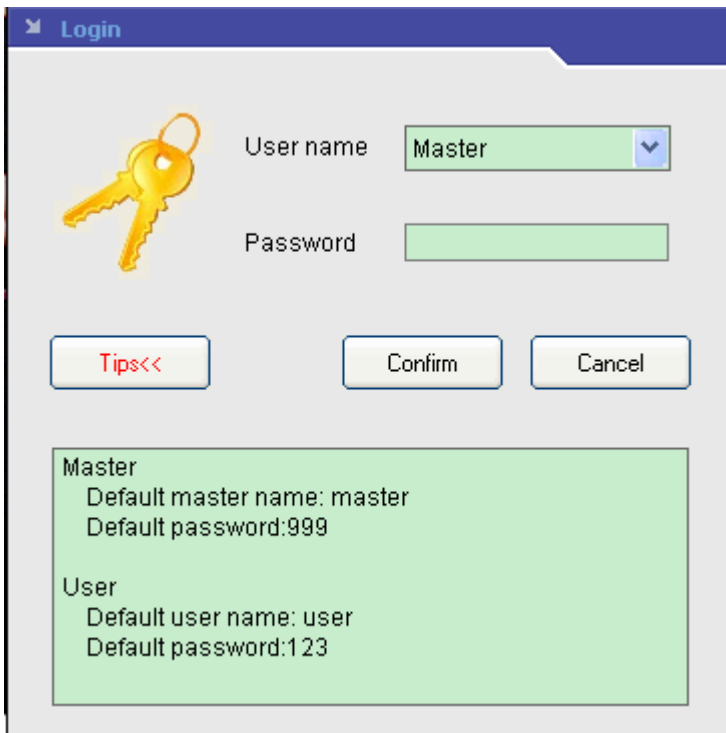 Login
User name
Master
Password
Tips<<
Confirm
Cancel
Master
Default master name: master
Default password:999
User
Default user name: user
Default password:123